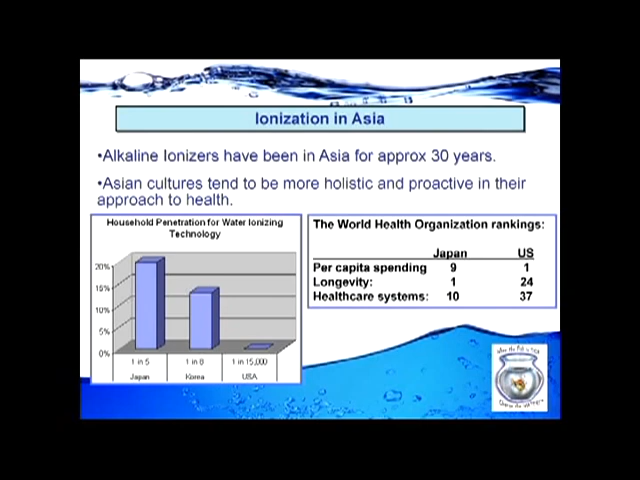 Ionization in Asia
•Alkaline Ionizers have been in Asia for approx 30 years.
•Asian cultures tend to be more holistic and proactive in their
approach to health.
Household Penetration for Water Ionizing
Technology
20%
15%
10%
5%
0%
1 in 5 1 in 8 1 in 15,000
Japan Korea USA
The World Health Organization rankings:
Japan US
Per capita spending 9 1
Longevity: 1 24
Healthcare systems: 10 37